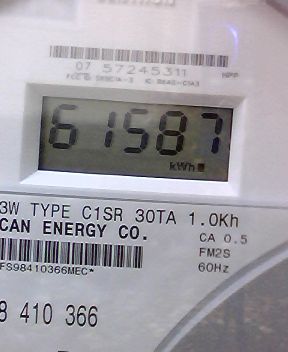 07 57245311
61587
kWh
3W TYPE C1SR 30TA 1.0Kh
CAN ENERGY CO.
CA 0.5
FM2S
60Hz
FS98410366MEC*
8 410 366